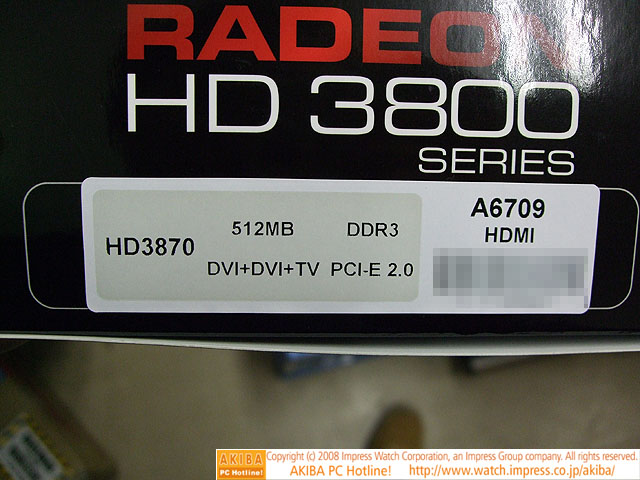 RADEON
HD 3800
SERIES
HD3870
512MB DDR3
DVI+DVI+TV PCI-E 2.0
A6709
HDMI
AKIBA
PC Hotline!
Copyright (c) 2008 Impress Watch Corporation, an Impress Group company. All rights reserved.
AKIBA PC Hotline! http://www.watch.impress.co.jp/akiba/